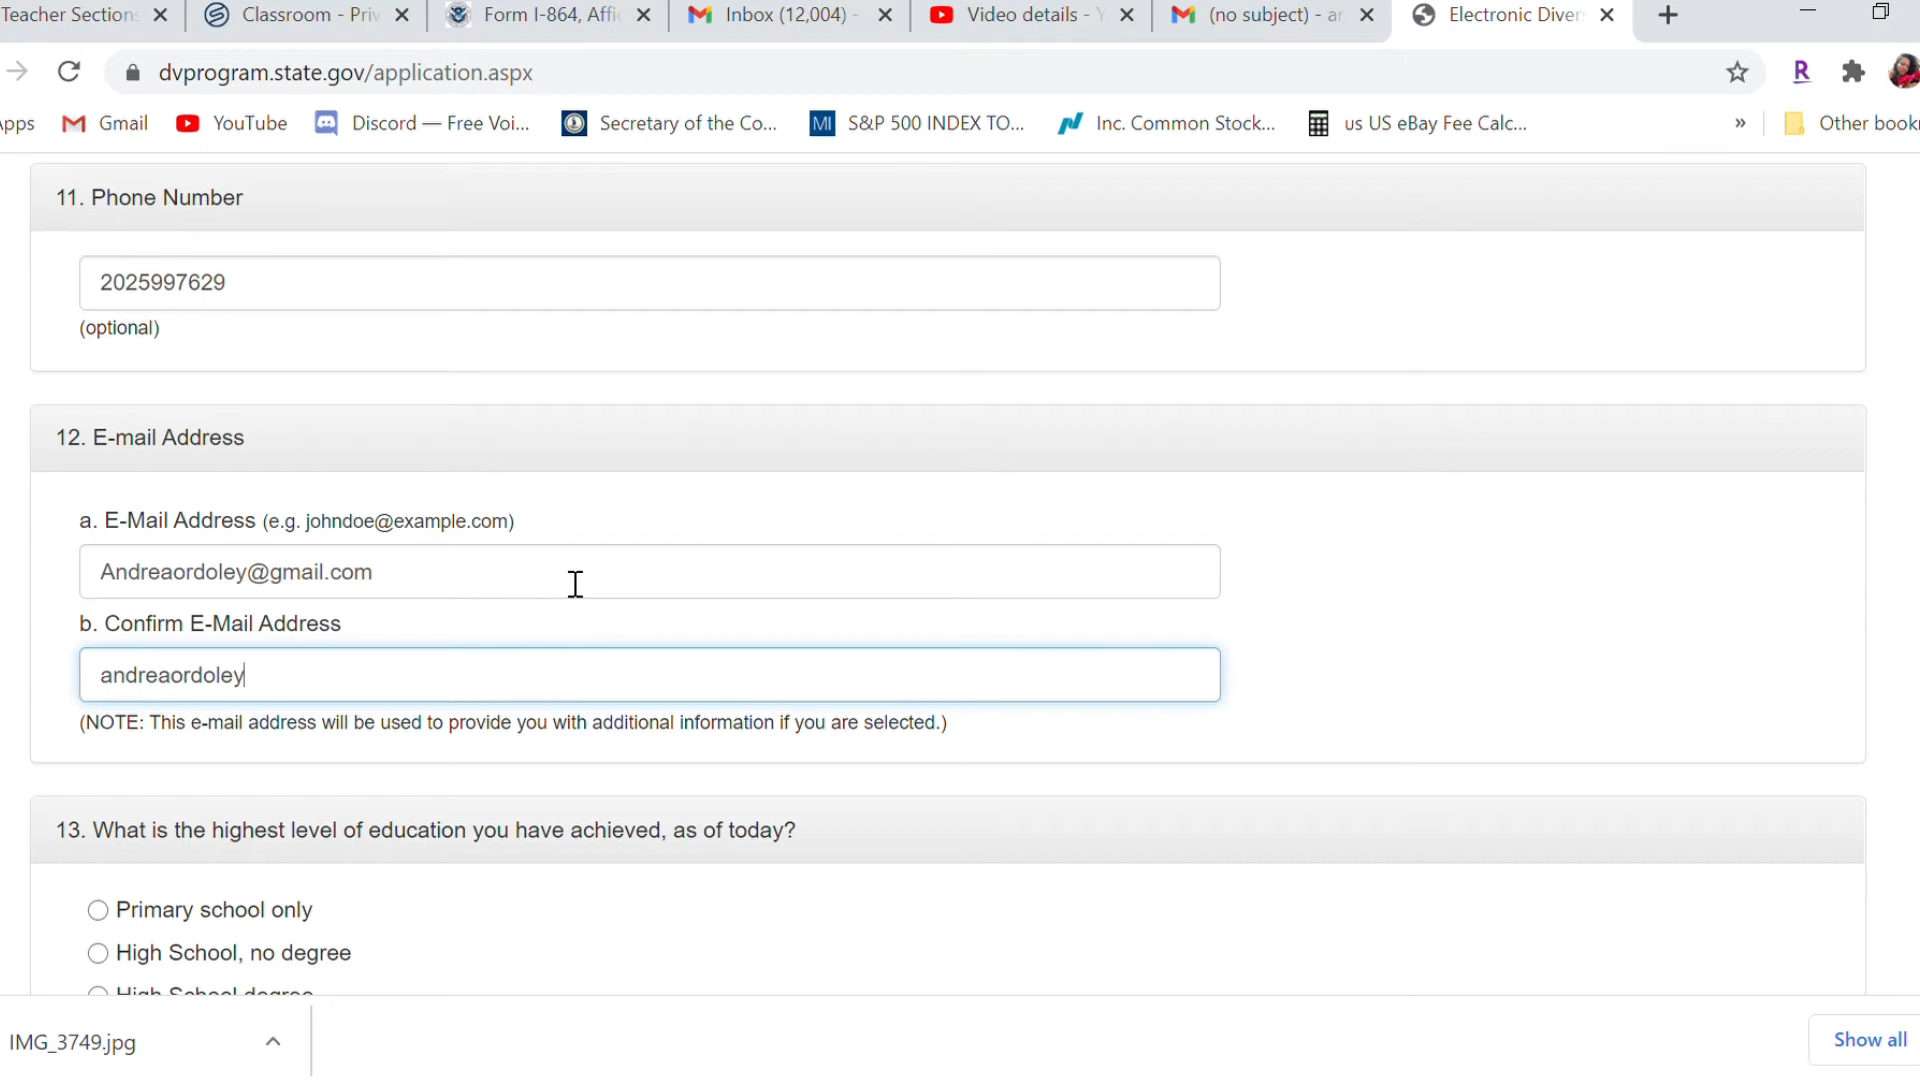 Teacher Section: Classroom - Priv Form I-864, Affi Inbox (12,004) - Video details - Y (no subject) - ar Electronic Diver
dvprogram.state.gov/application.aspx R
pps Gmail YouTube Discord — Free Voi... Secretary of the Co... MI S&P 500 INDEX TO... Inc. Common Stock... us US eBay Fee Calc... » Other book
11. Phone Number
2025997629
(optional)
12. E-mail Address
a. E-Mail Address (e.g. johndoe@example.com)
Andreaordoley@gmail.com
b. Confirm E-Mail Address
andreaordoley
(NOTE: This e-mail address will be used to provide you with additional information if you are selected.)
13. What is the highest level of education you have achieved, as of today?
Primary school only
High School, no degree
High School degree
IMG_3749.jpg
Show all